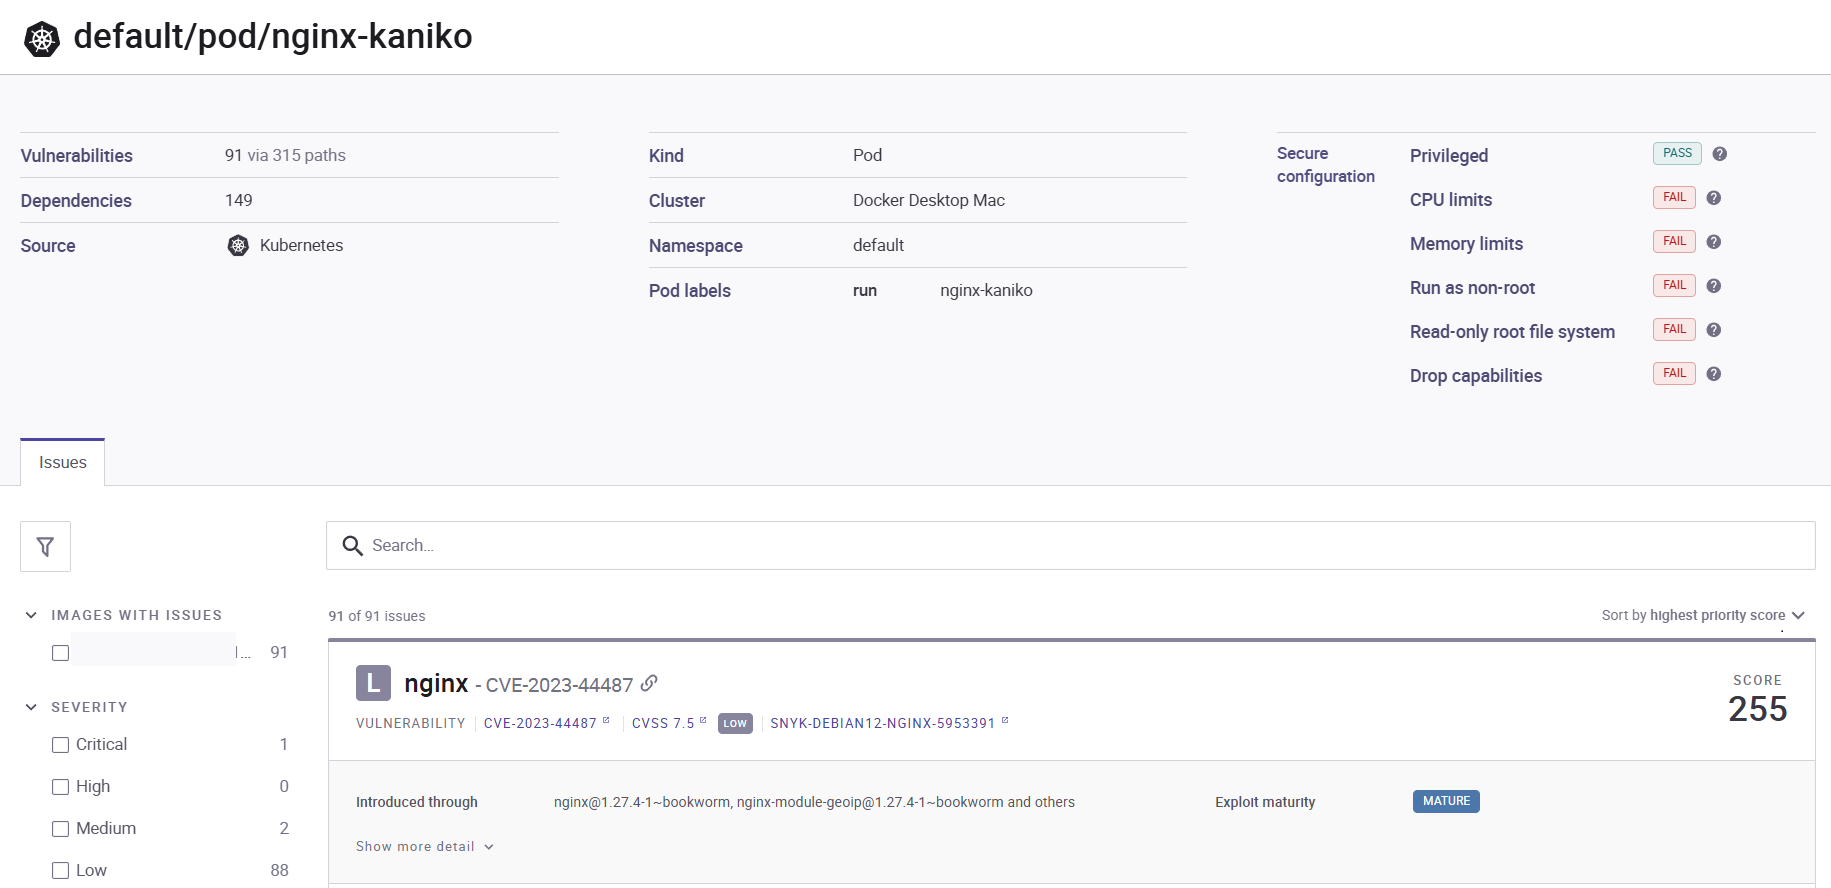 default/pod/nginx-kaniko
Vulnerabilities 91 via 315 paths
Dependencies 149
Source Kubernetes
Kind Pod
Cluster Docker Desktop Mac
Namespace default
Pod labels run nginx-kaniko
Secure configuration
Privileged PASS
CPU limits FAIL
Memory limits FAIL
Run as non-root FAIL
Read-only root file system FAIL
Drop capabilities FAIL
Issues
Search...
IMAGES WITH ISSUES
... 91
SEVERITY
Critical 1
High 0
Medium 2
Low 88
91 of 91 issues
Sort by highest priority score
L nginx - CVE-2023-44487
VULNERABILITY CVE-2023-44487 CVSS 7.5 LOW SNYK-DEBIAN12-NGINX-5953391
SCORE
255
Introduced through nginx@1.27.4-1~bookworm, nginx-module-geoip@1.27.4-1~bookworm and others
Exploit maturity MATURE
Show more detail